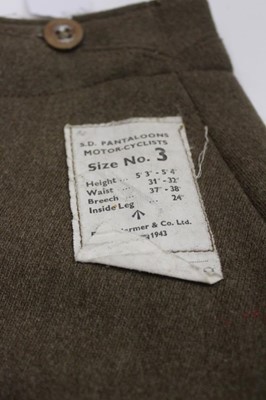 S.D. PANTALOONS
MOTOR-CYCLISTS
Size No. 3
Height ... 5' 3" - 5' 4"
Waist ... 31" - 32"
Breech ... 37" - 38"
Inside Leg ... 24"
& Co. Ltd.
1943